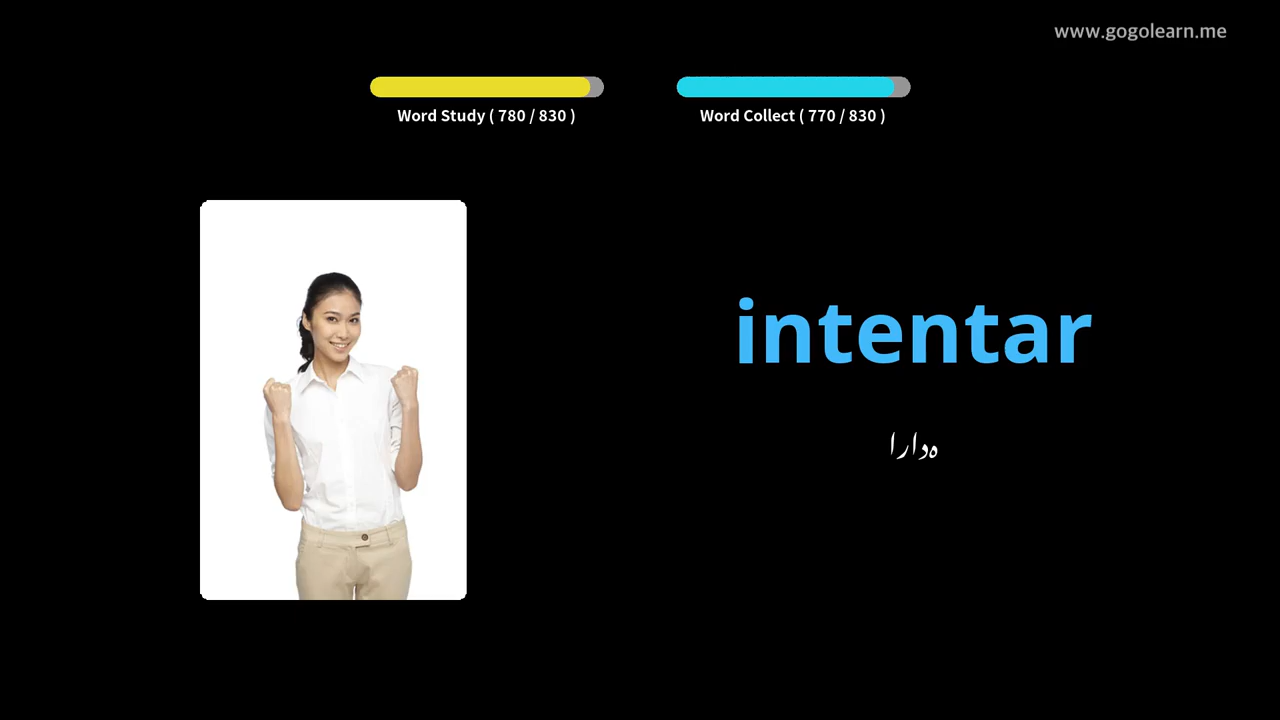 www.gogolearn.me
Word Study ( 780 / 830 )
Word Collect ( 770 / 830 )
intentar
ارادہ